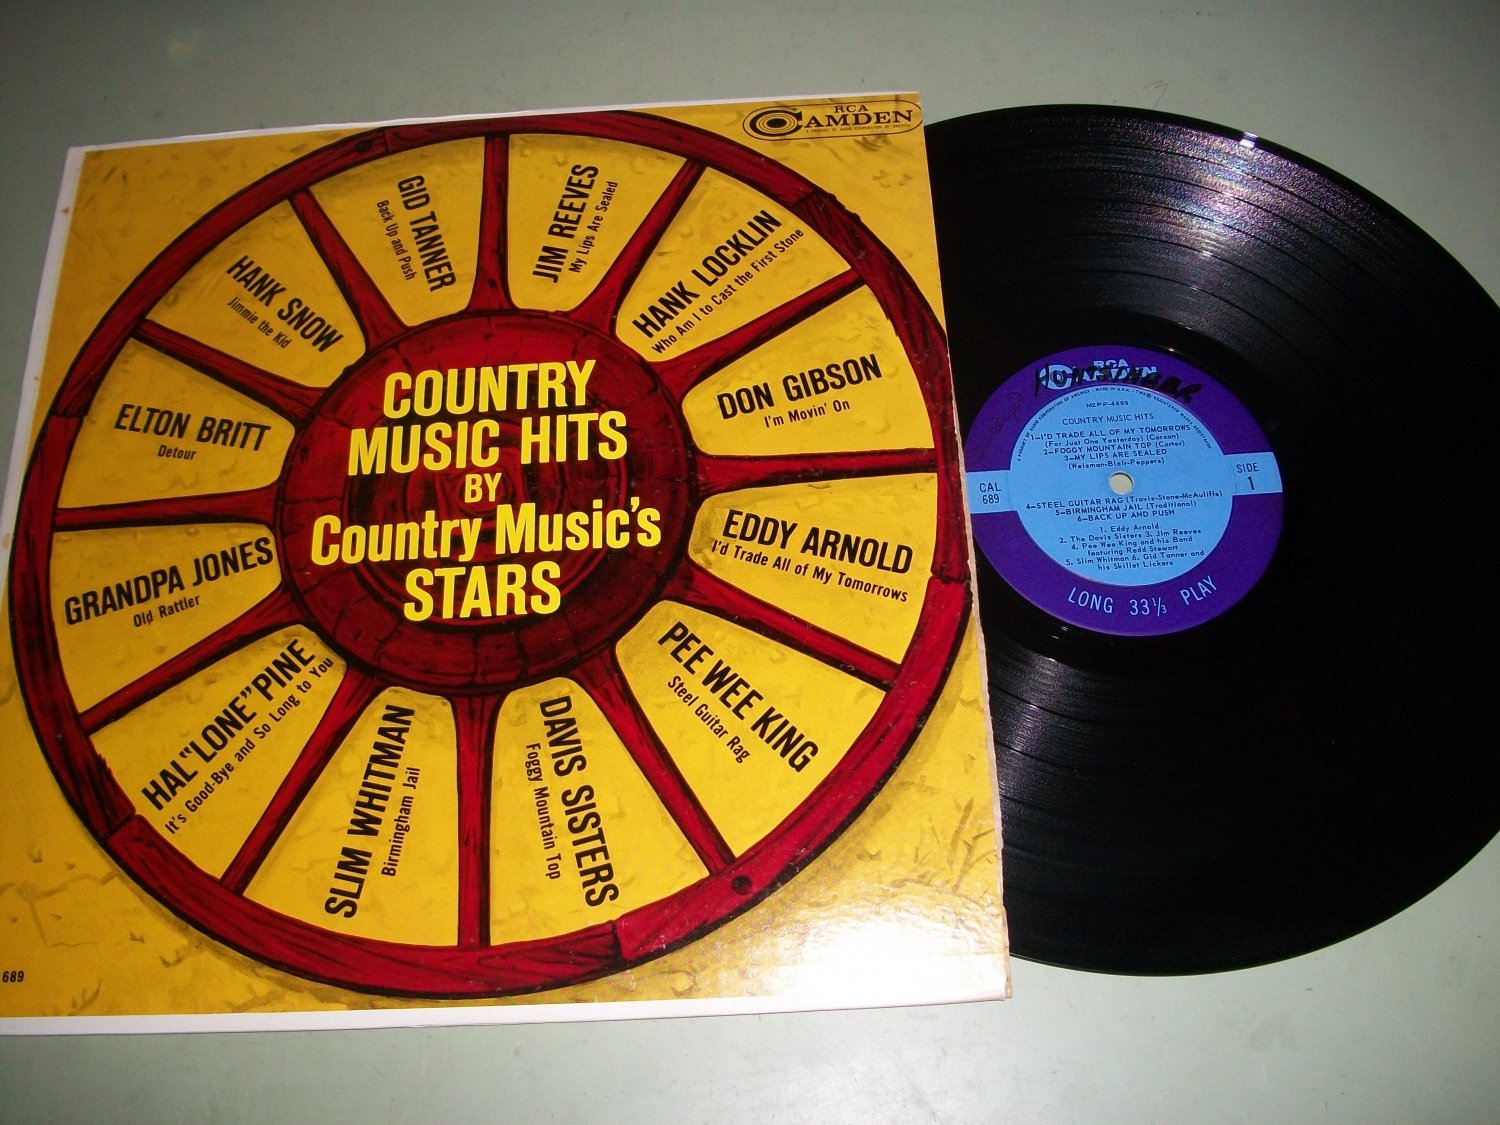 RCA
CAMDEN
A PRODUCT OF RADIO CORPORATION OF AMERICA
GID TANNER
Back Up and Push
JIM REEVES
My Lips Are Sealed
HANK LOCKLIN
Who Am I to Cast the First Stone
DON GIBSON
I'm Movin' On
EDDY ARNOLD
I'd Trade All of My Tomorrows
PEE WEE KING
Steel Guitar Rag
DAVIS SISTERS
Foggy Mountain Top
SLIM WHITMAN
Birmingham Jail
HAL "LONE" PINE
It's Good-Bye and So Long to You
GRANDPA JONES
Old Rattler
ELTON BRITT
Detour
HANK SNOW
Jimmie the Kid
COUNTRY
MUSIC HITS
BY
Country Music's
STARS
689
RCA
CAMDEN
M2PP-4699
COUNTRY MUSIC HITS
1—I'D TRADE ALL OF MY TOMORROWS
(For Just One Yesterday) (Carson)
2—FOGGY MOUNTAIN TOP (Carter)
3—MY LIPS ARE SEALED
(Weisman-Blair-Peppers)
CAL
689
SIDE
1
4—STEEL GUITAR RAG (Travis-Stone-McAuliffe)
5—BIRMINGHAM JAIL (Traditional)
6—BACK UP AND PUSH
1. Eddy Arnold
2. The Davis Sisters 3. Jim Reeves
4. Pee Wee King and his Band
featuring Redd Stewart
5. Slim Whitman 6. Gid Tanner and
his Skillet Lickers
LONG 33 1/3 PLAY